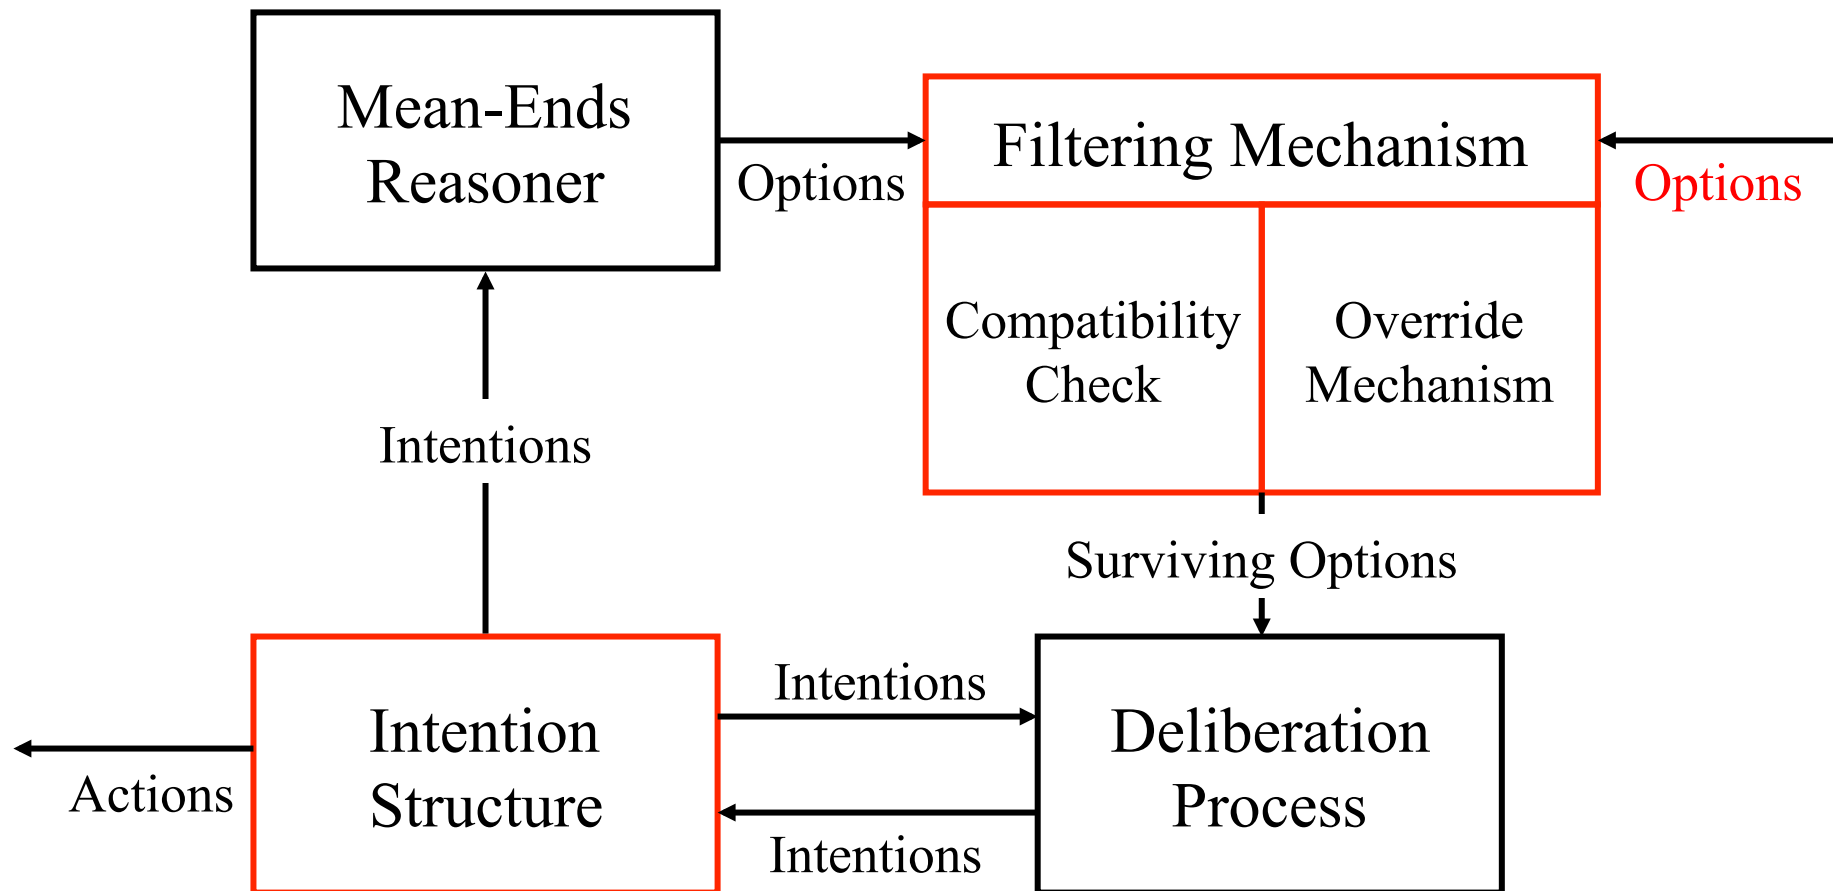 Mean-Ends
Reasoner
Options
Filtering Mechanism
Options
Compatibility
Check
Override
Mechanism
Intentions
Surviving Options
Intention
Structure
Intentions
Deliberation
Process
Actions
Intentions